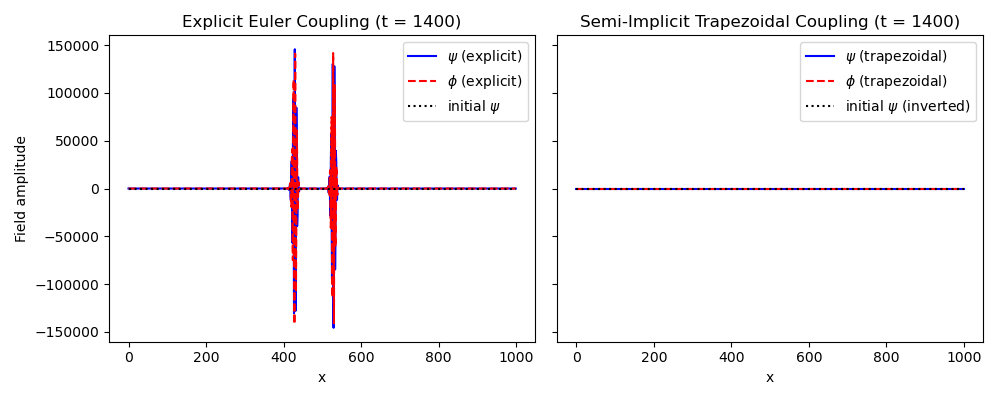 Explicit Euler Coupling (t = 1400)
Semi-Implicit Trapezoidal Coupling (t = 1400)
Field amplitude
150000
100000
50000
0
−50000
−100000
−150000
ψ (explicit)
ϕ (explicit)
initial ψ
ψ (trapezoidal)
ϕ (trapezoidal)
initial ψ (inverted)
0 200 400 600 800 1000
0 200 400 600 800 1000
x
x